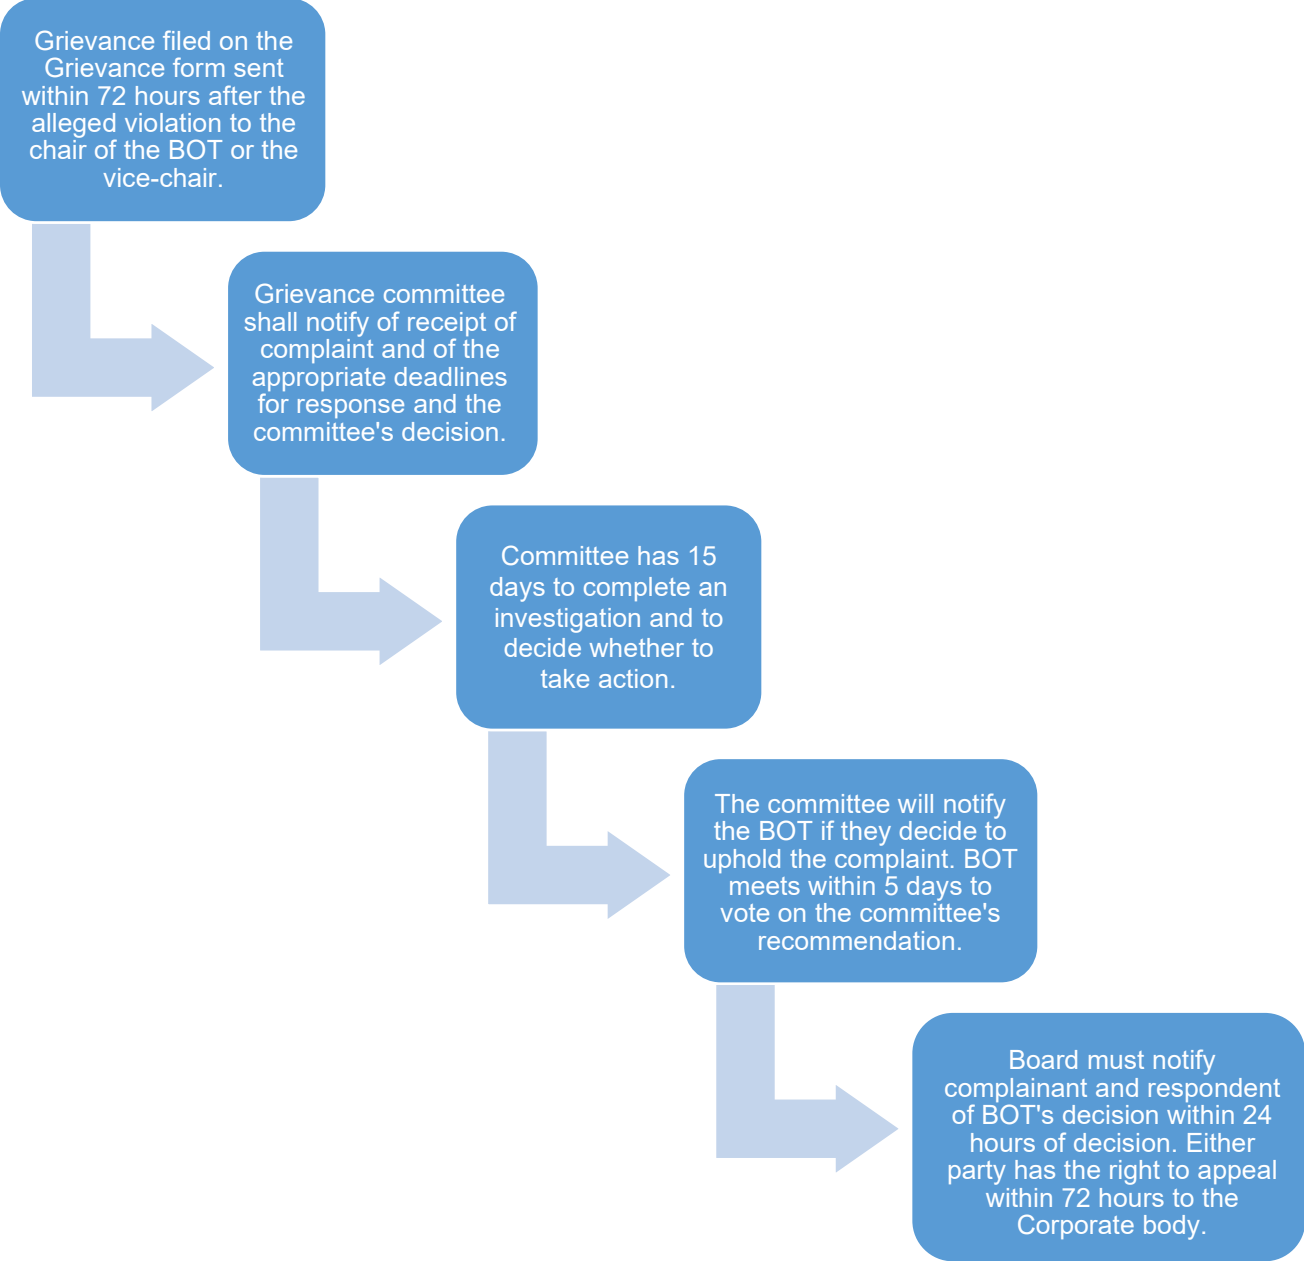 Grievance filed on the
Grievance form sent
within 72 hours after the
alleged violation to the
chair of the BOT or the
vice-chair.
Grievance committee
shall notify of receipt of
complaint and of the
appropriate deadlines
for response and the
committee's decision.
Committee has 15
days to complete an
investigation and to
decide whether to
take action.
The committee will notify
the BOT if they decide to
uphold the complaint. BOT
meets within 5 days to
vote on the committee's
recommendation.
Board must notify
complainant and respondent
of BOT's decision within 24
hours of decision. Either
party has the right to appeal
within 72 hours to the
Corporate body.